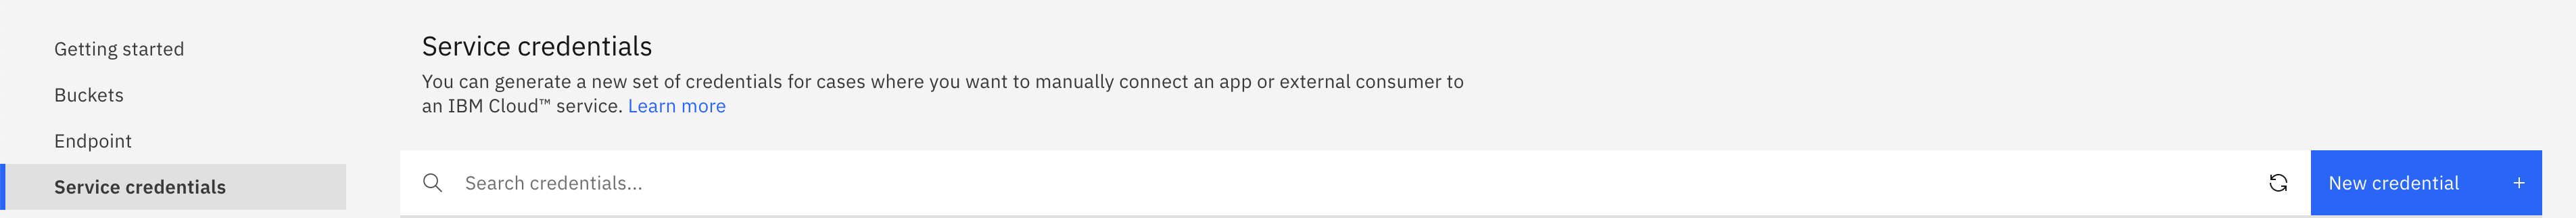 Getting started
Buckets
Endpoint
Service credentials
Service credentials
You can generate a new set of credentials for cases where you want to manually connect an app or external consumer to
an IBM Cloud™ service. Learn more
Search credentials...
New credential +